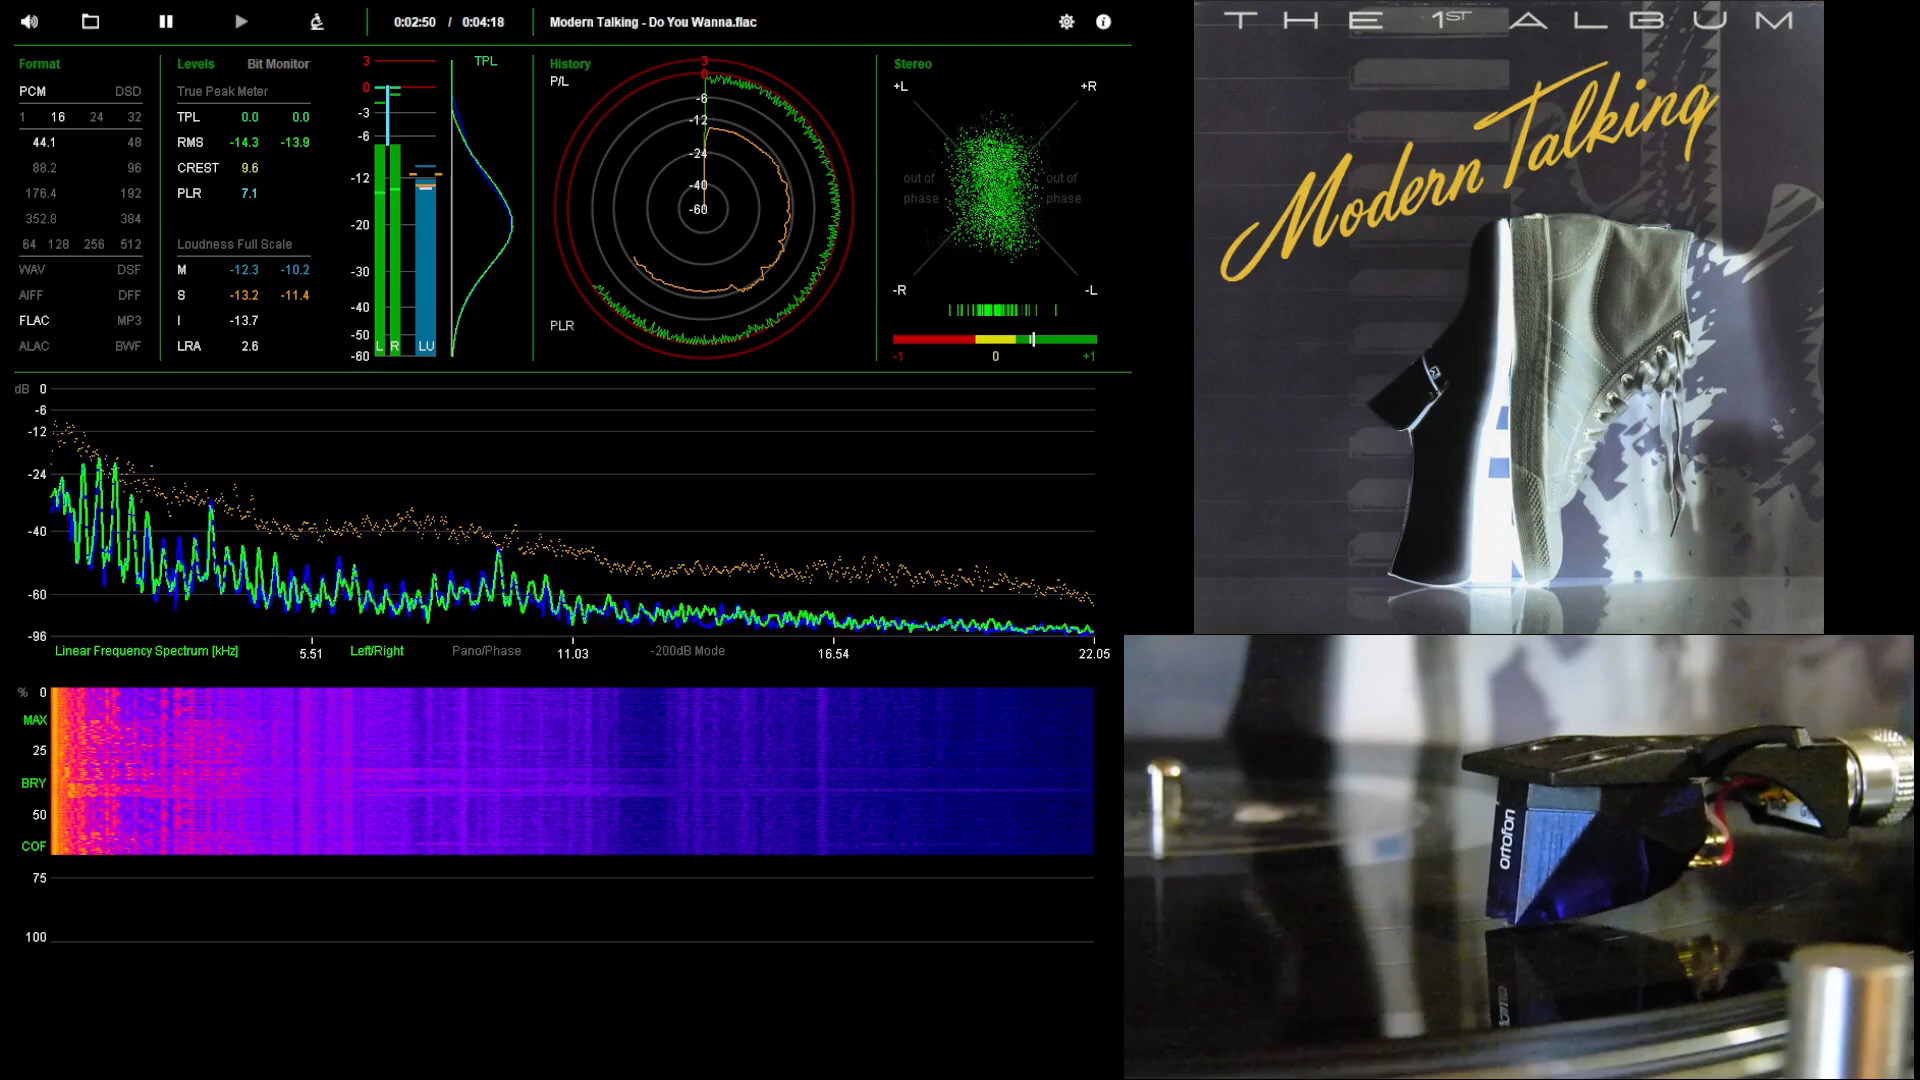 0:02:50 / 0:04:18
Modern Talking - Do You Wanna.flac
Format
PCM DSD
1 16 24 32
44.1 48
88.2 96
176.4 192
352.8 384
64 128 256 512
WAV DSF
AIFF DFF
FLAC MP3
ALAC BWF
Levels Bit Monitor
True Peak Meter
TPL 0.0 0.0
RMS -14.3 -13.9
CREST 9.6
PLR 7.1
Loudness Full Scale
M -12.3 -10.2
S -13.2 -11.4
I -13.7
LRA 2.6
3
0
-3
-6
-12
-20
-30
-40
-50
-60
L R LU
TPL
History
P/L
PLR
3
0
-6
-12
-24
-40
-60
Stereo
+L +R
out of phase
out of phase
-R -L
-1 0 +1
dB 0
-6
-12
-24
-40
-60
-96
Linear Frequency Spectrum [kHz] 5.51 Left/Right Pano/Phase 11.03 -200dB Mode 16.54 22.05
% 0
MAX
25
BRY
50
COF
75
100
THE 1ST ALBUM
Modern Talking
ortofon